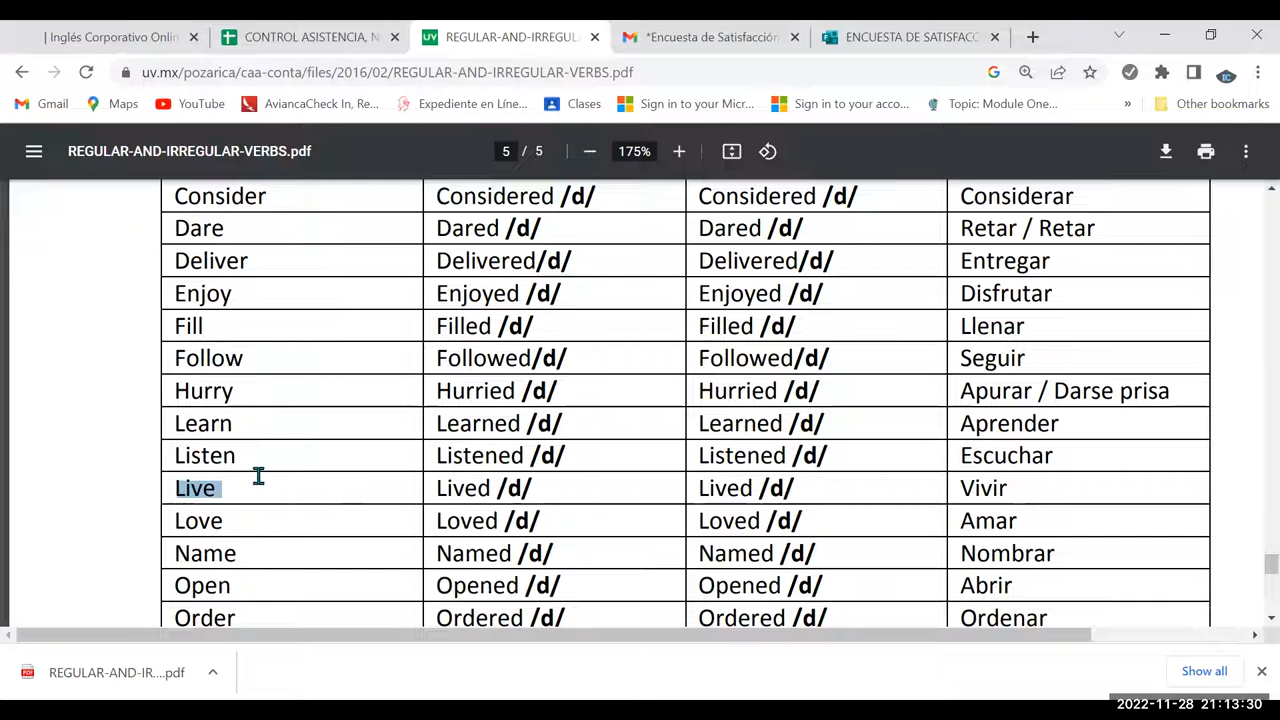 | Inglés Corporativo Onlin
CONTROL ASISTENCIA, N
REGULAR-AND-IRREGUL
*Encuesta de Satisfacción
ENCUESTA DE SATISFACC
uv.mx/pozarica/caa-conta/files/2016/02/REGULAR-AND-IRREGULAR-VERBS.pdf
Gmail Maps YouTube AviancaCheck In, Re... Expediente en Líne... Clases Sign in to your Micr... Sign in to your acco... Topic: Module One... » Other bookmarks
REGULAR-AND-IRREGULAR-VERBS.pdf 5 / 5 175%
Consider Considered /d/ Considered /d/ Considerar
Dare Dared /d/ Dared /d/ Retar / Retar
Deliver Delivered/d/ Delivered/d/ Entregar
Enjoy Enjoyed /d/ Enjoyed /d/ Disfrutar
Fill Filled /d/ Filled /d/ Llenar
Follow Followed/d/ Followed/d/ Seguir
Hurry Hurried /d/ Hurried /d/ Apurar / Darse prisa
Learn Learned /d/ Learned /d/ Aprender
Listen Listened /d/ Listened /d/ Escuchar
Live Lived /d/ Lived /d/ Vivir
Love Loved /d/ Loved /d/ Amar
Name Named /d/ Named /d/ Nombrar
Open Opened /d/ Opened /d/ Abrir
Order Ordered /d/ Ordered /d/ Ordenar
REGULAR-AND-IR....pdf Show all
2022-11-28 21:13:30